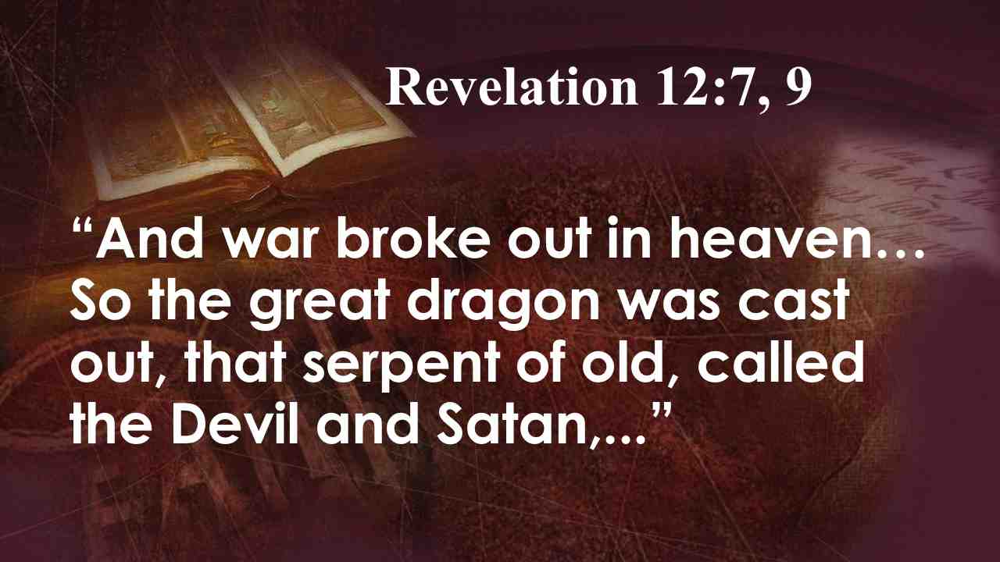 Revelation 12:7, 9
“And war broke out in heaven…
So the great dragon was cast
out, that serpent of old, called
the Devil and Satan,...”